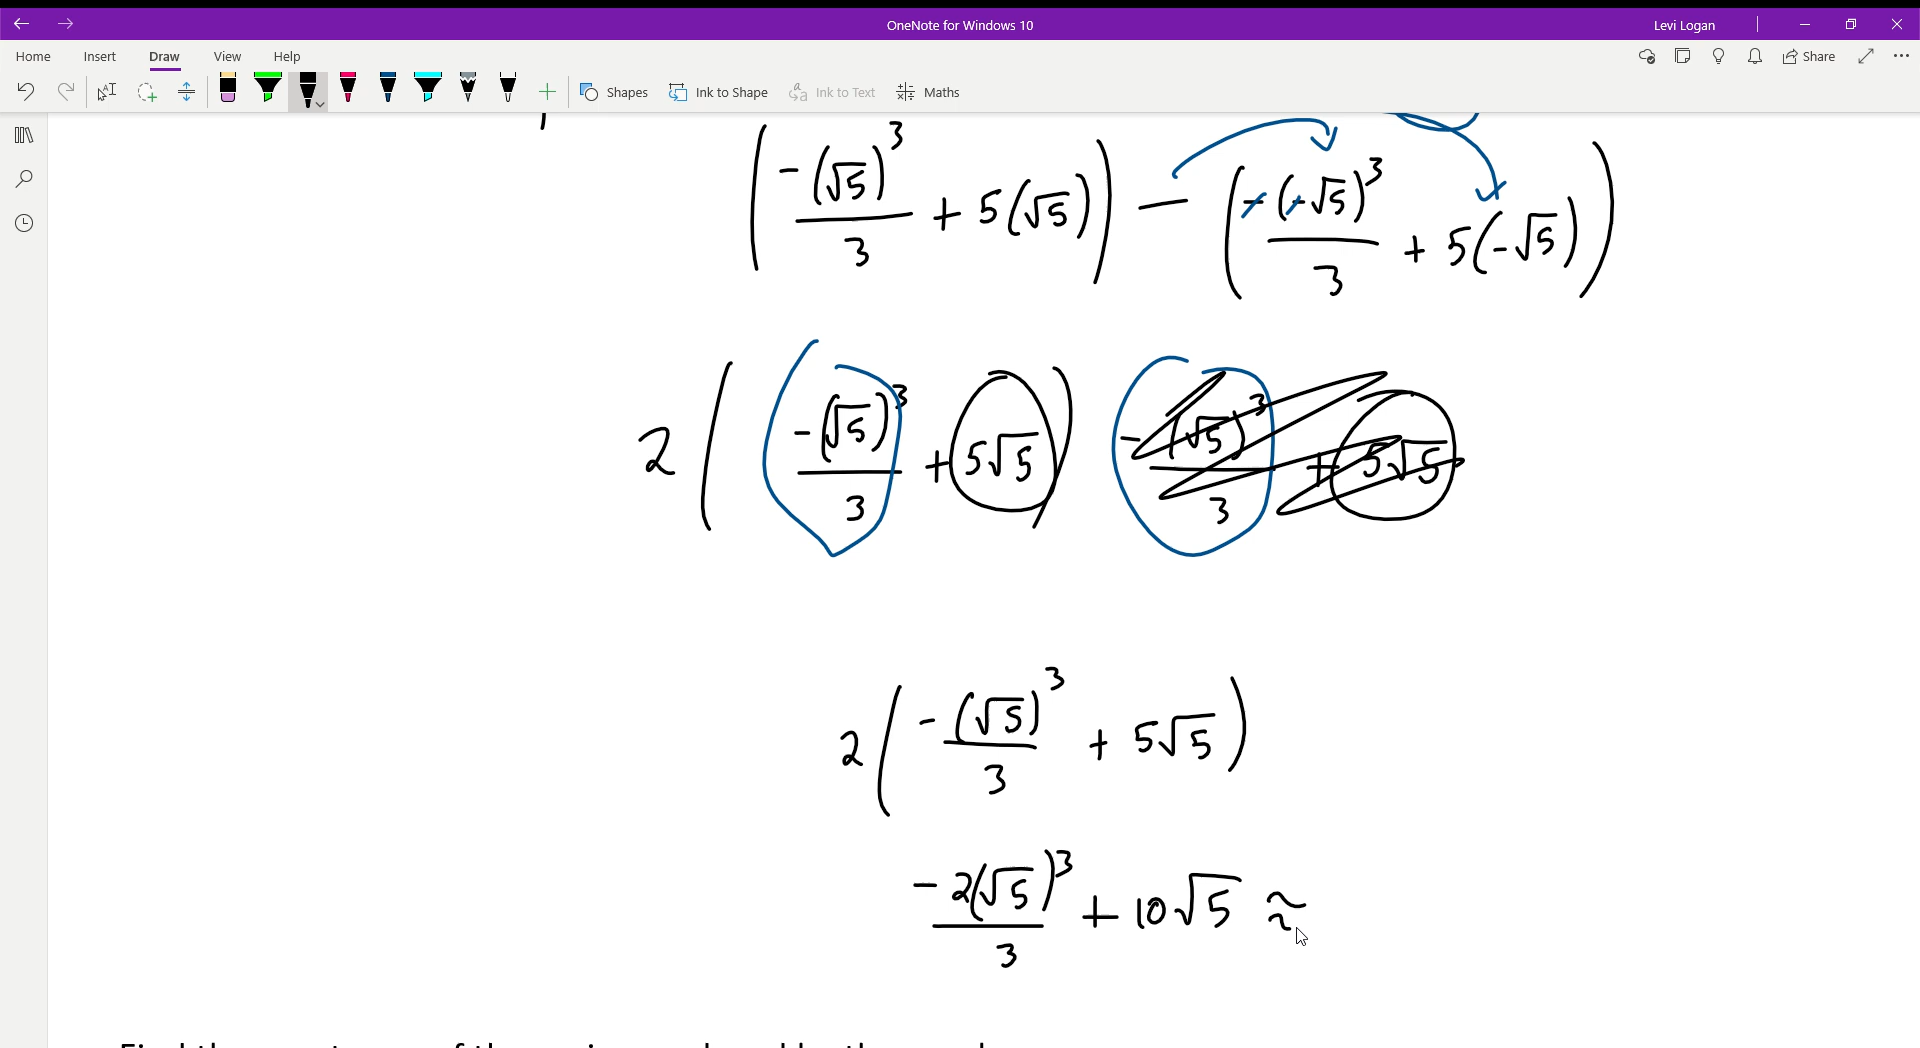 OneNote for Windows 10
Levi Logan
Home Insert Draw View Help
Share
Shapes Ink to Shape Ink to Text Maths
(-(√5)³/3 + 5(√5)) - (-(-√5)³/3 + 5(-√5))
2(-(√5)³/3 + 5√5) -(√5)³/3 + 5√5
2(-(√5)³/3 + 5√5)
-2(√5)³/3 + 10√5 ≈